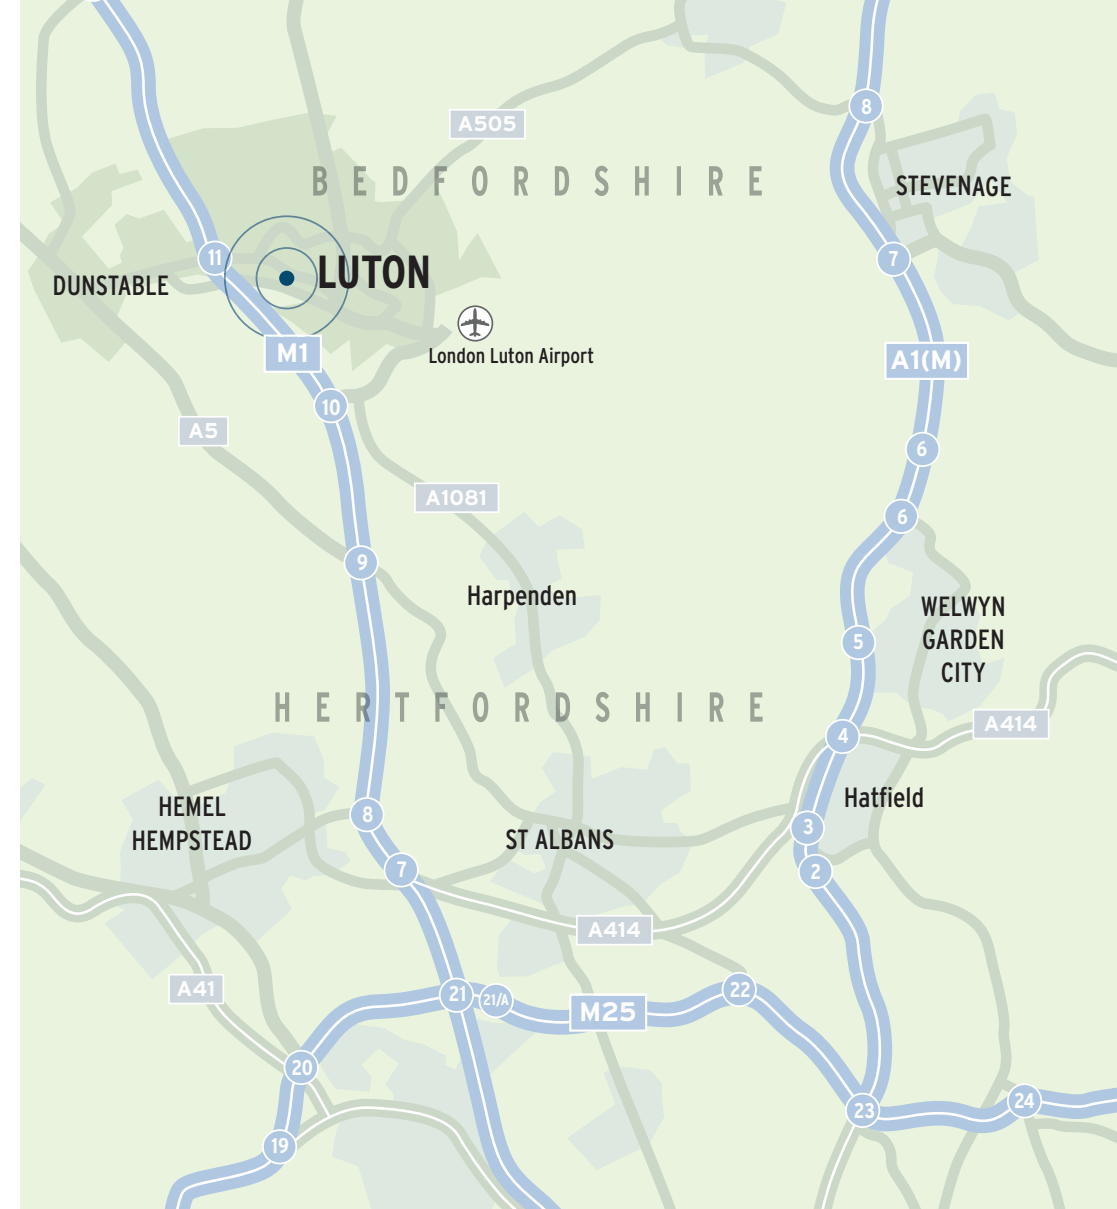 8
A505
BEDFORDSHIRE
STEVENAGE
11
7
LUTON
DUNSTABLE
London Luton Airport
M1
A1(M)
10
A5
6
A1081
6
9
Harpenden
WELWYN
GARDEN
CITY
5
HERTFORDSHIRE
A414
4
Hatfield
HEMEL
HEMPSTEAD
8
3
ST ALBANS
7
2
A414
A41
21
21/A
22
M25
20
24
23
19